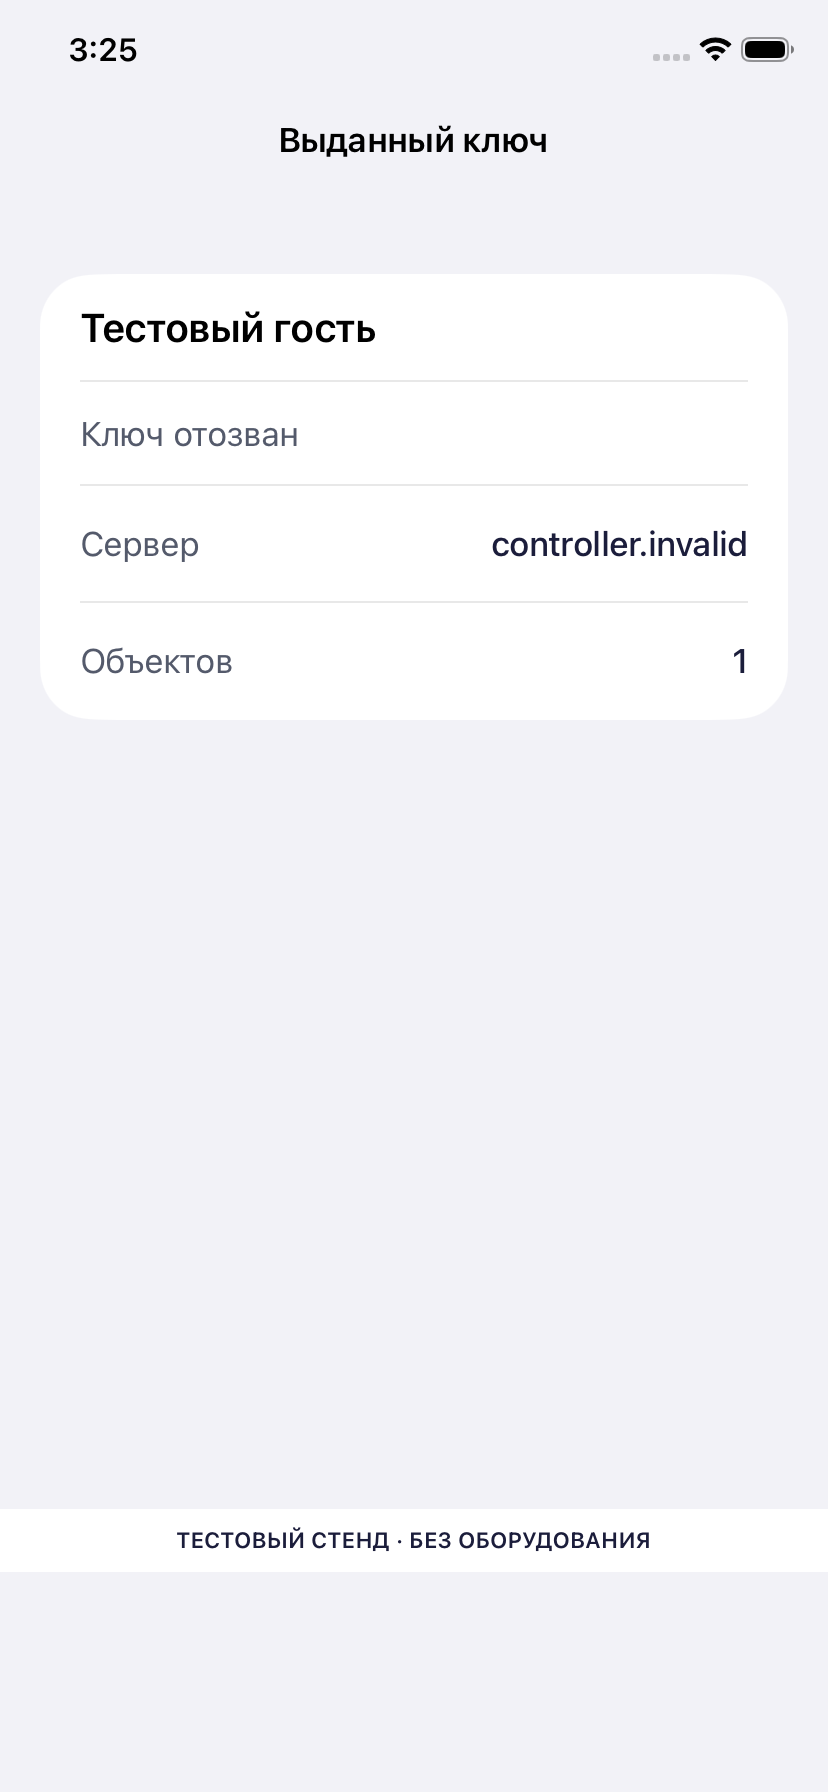 3:25
Выданный ключ
Тестовый гость
Ключ отозван
Сервер controller.invalid
Объектов 1
ТЕСТОВЫЙ СТЕНД · БЕЗ ОБОРУДОВАНИЯ